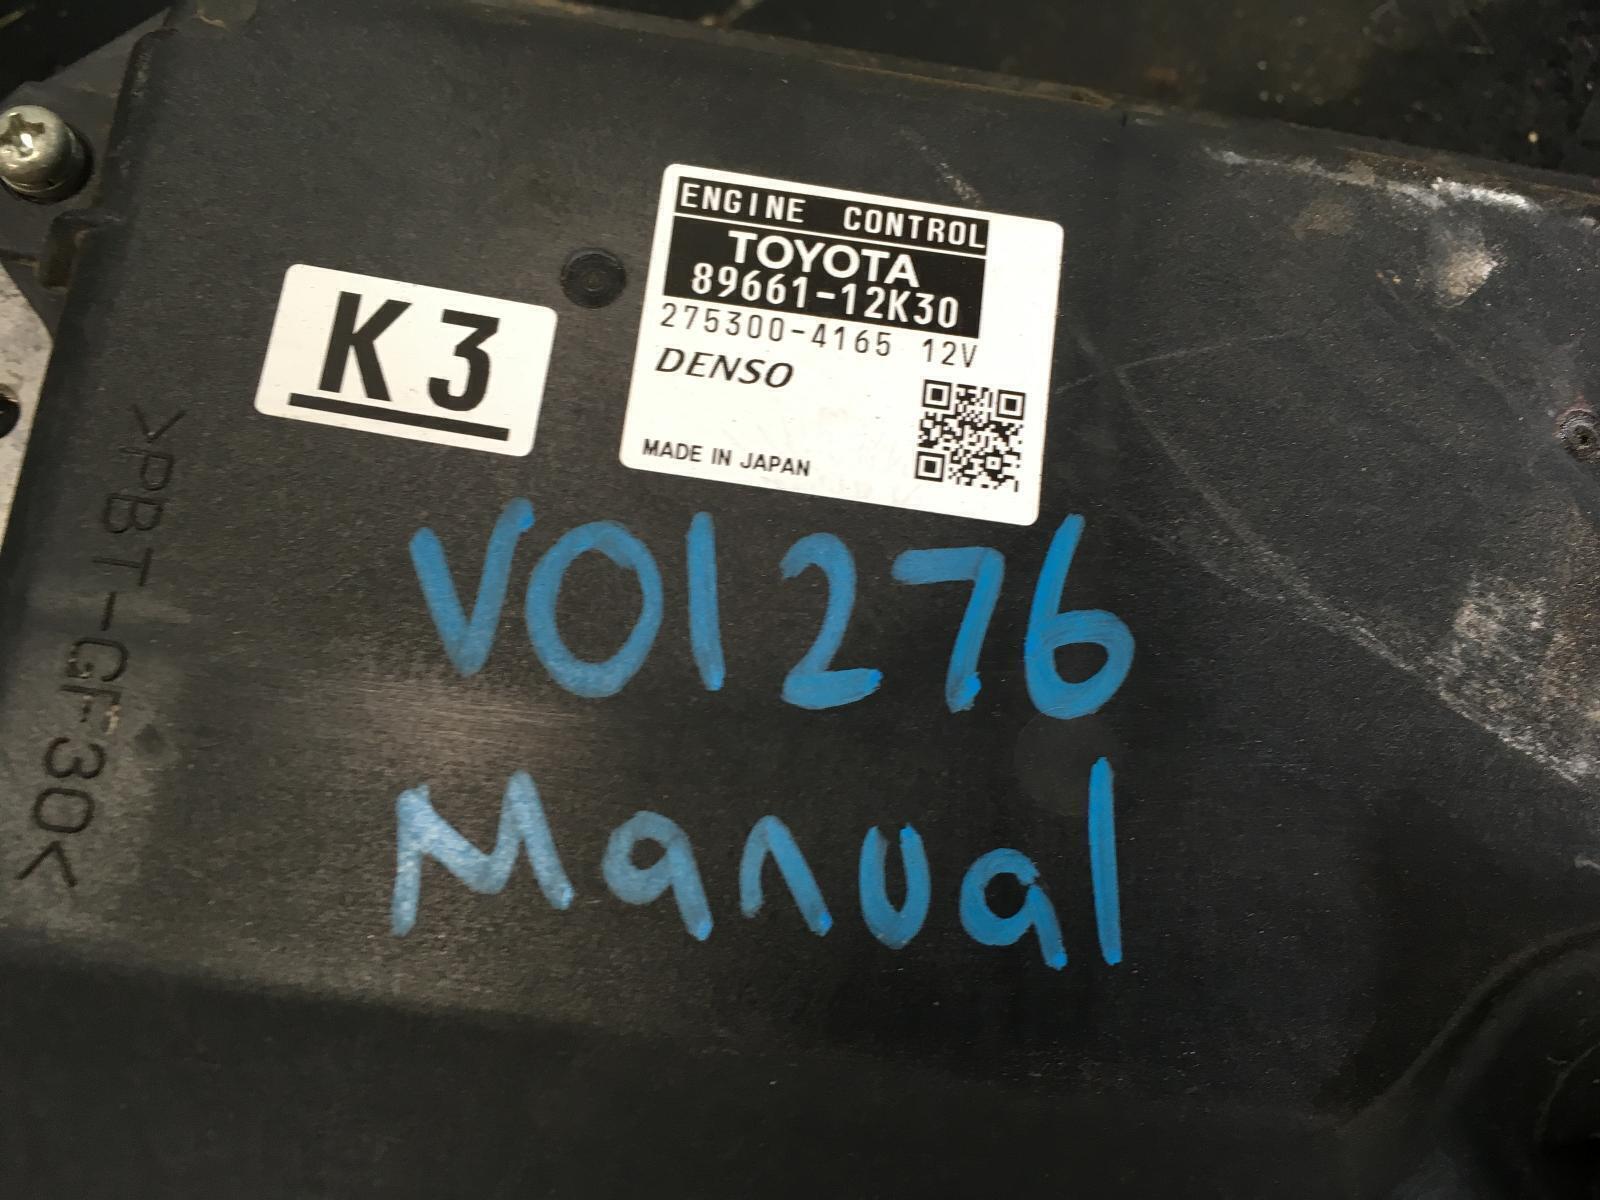 ENGINE CONTROL
TOYOTA
89661-12K30
275300-4165 12V
DENSO
MADE IN JAPAN
K3
>PBT-GF30<
V01276
Manual